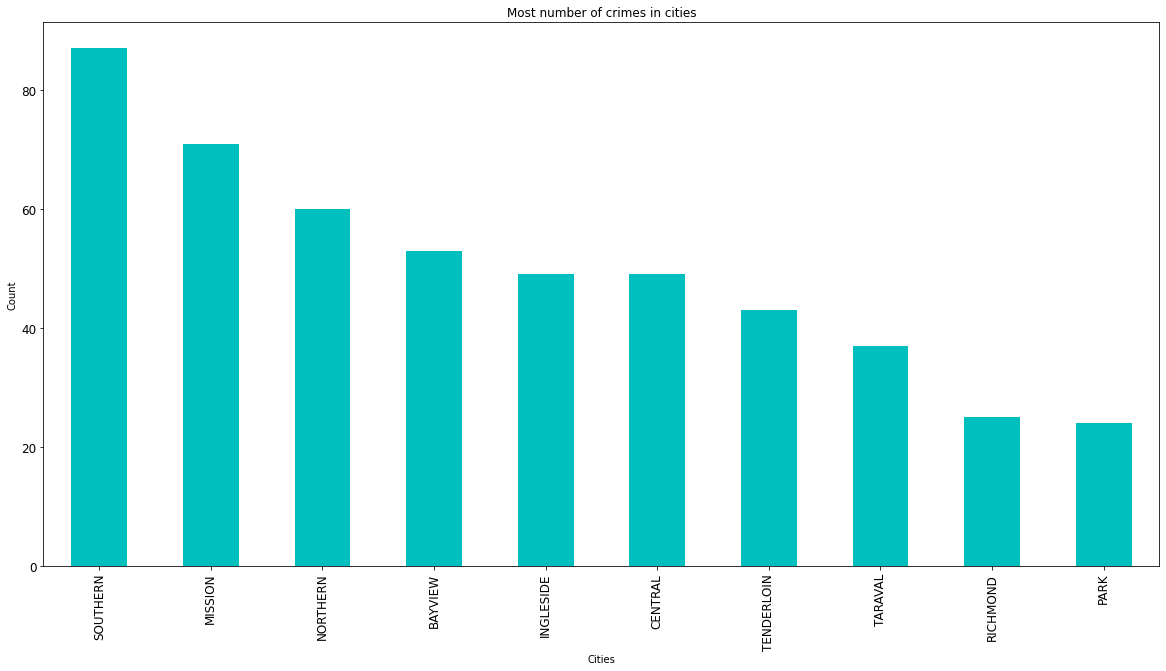 Most number of crimes in cities
Count
80
60
40
20
0
SOUTHERN
MISSION
NORTHERN
BAYVIEW
INGLESIDE
CENTRAL
TENDERLOIN
TARAVAL
RICHMOND
PARK
Cities